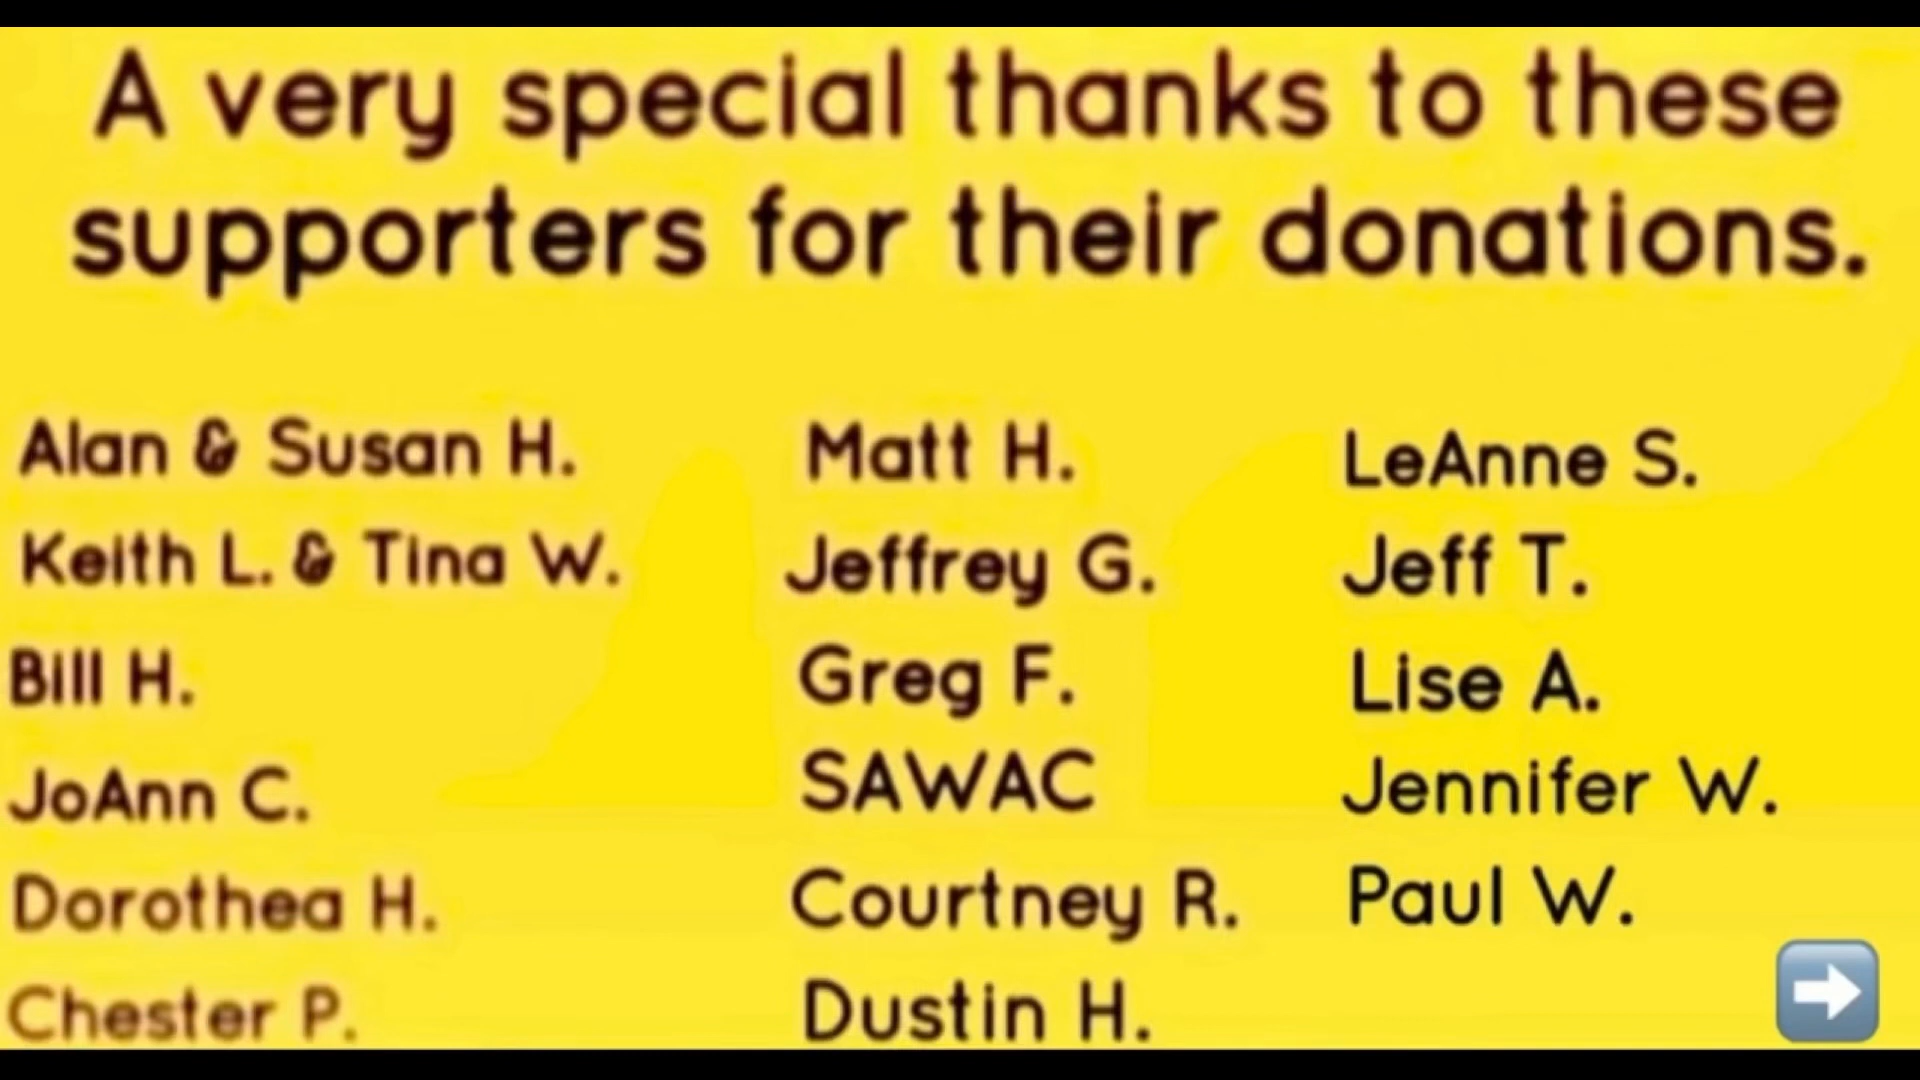 A very special thanks to these
supporters for their donations.
Alan & Susan H.
Keith L. & Tina W.
Bill H.
JoAnn C.
Dorothea H.
Chester P.
Matt H.
Jeffrey G.
Greg F.
SAWAC
Courtney R.
Dustin H.
LeAnne S.
Jeff T.
Lise A.
Jennifer W.
Paul W.